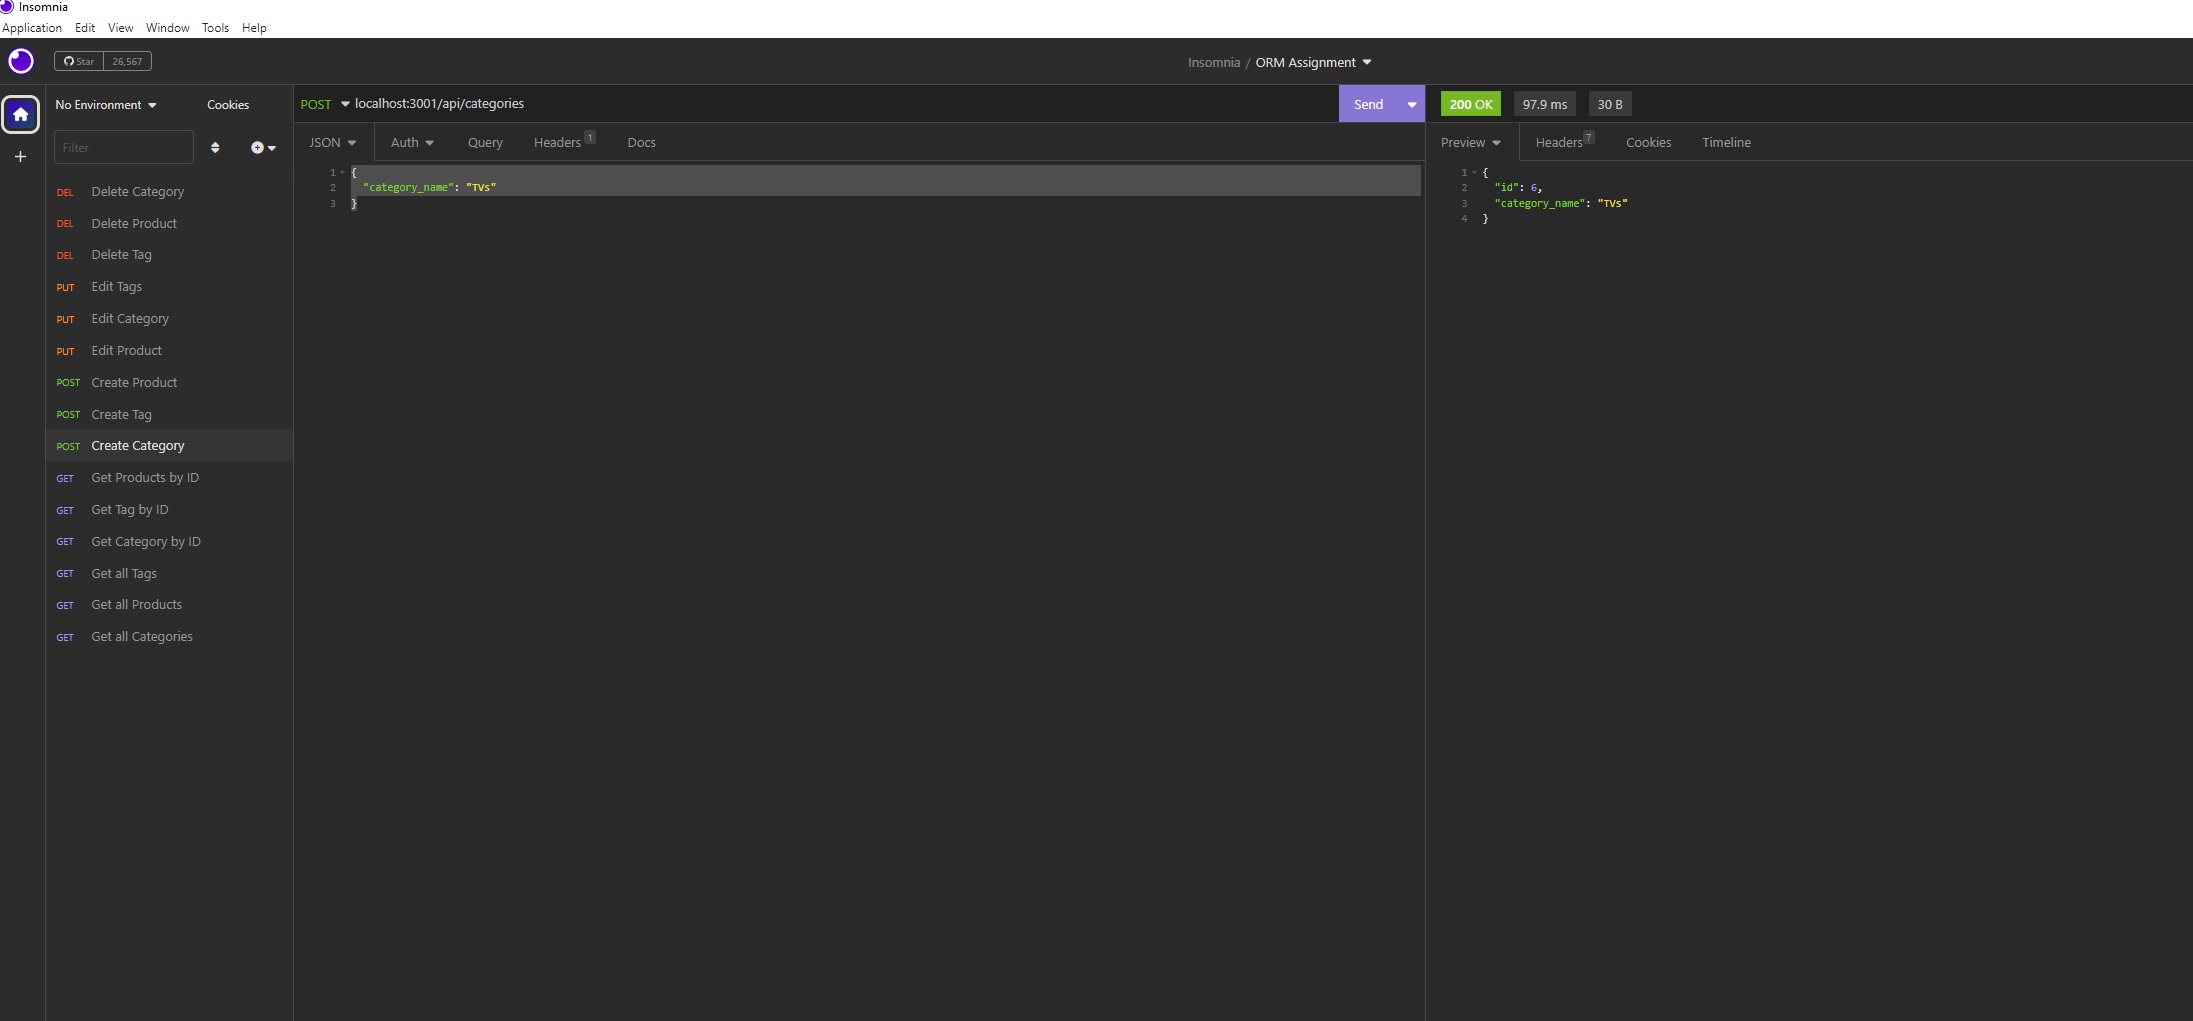 Insomnia
Application Edit View Window Tools Help
Star 26,567
Insomnia / ORM Assignment
No Environment Cookies
Filter
DEL Delete Category
DEL Delete Product
DEL Delete Tag
PUT Edit Tags
PUT Edit Category
PUT Edit Product
POST Create Product
POST Create Tag
POST Create Category
GET Get Products by ID
GET Get Tag by ID
GET Get Category by ID
GET Get all Tags
GET Get all Products
GET Get all Categories
POST localhost:3001/api/categories Send
JSON Auth Query Headers 1 Docs
1 {
2 "category_name": "TVs"
3 }
200 OK 97.9 ms 30 B
Preview Headers 7 Cookies Timeline
1 {
2 "id": 6,
3 "category_name": "TVs"
4 }